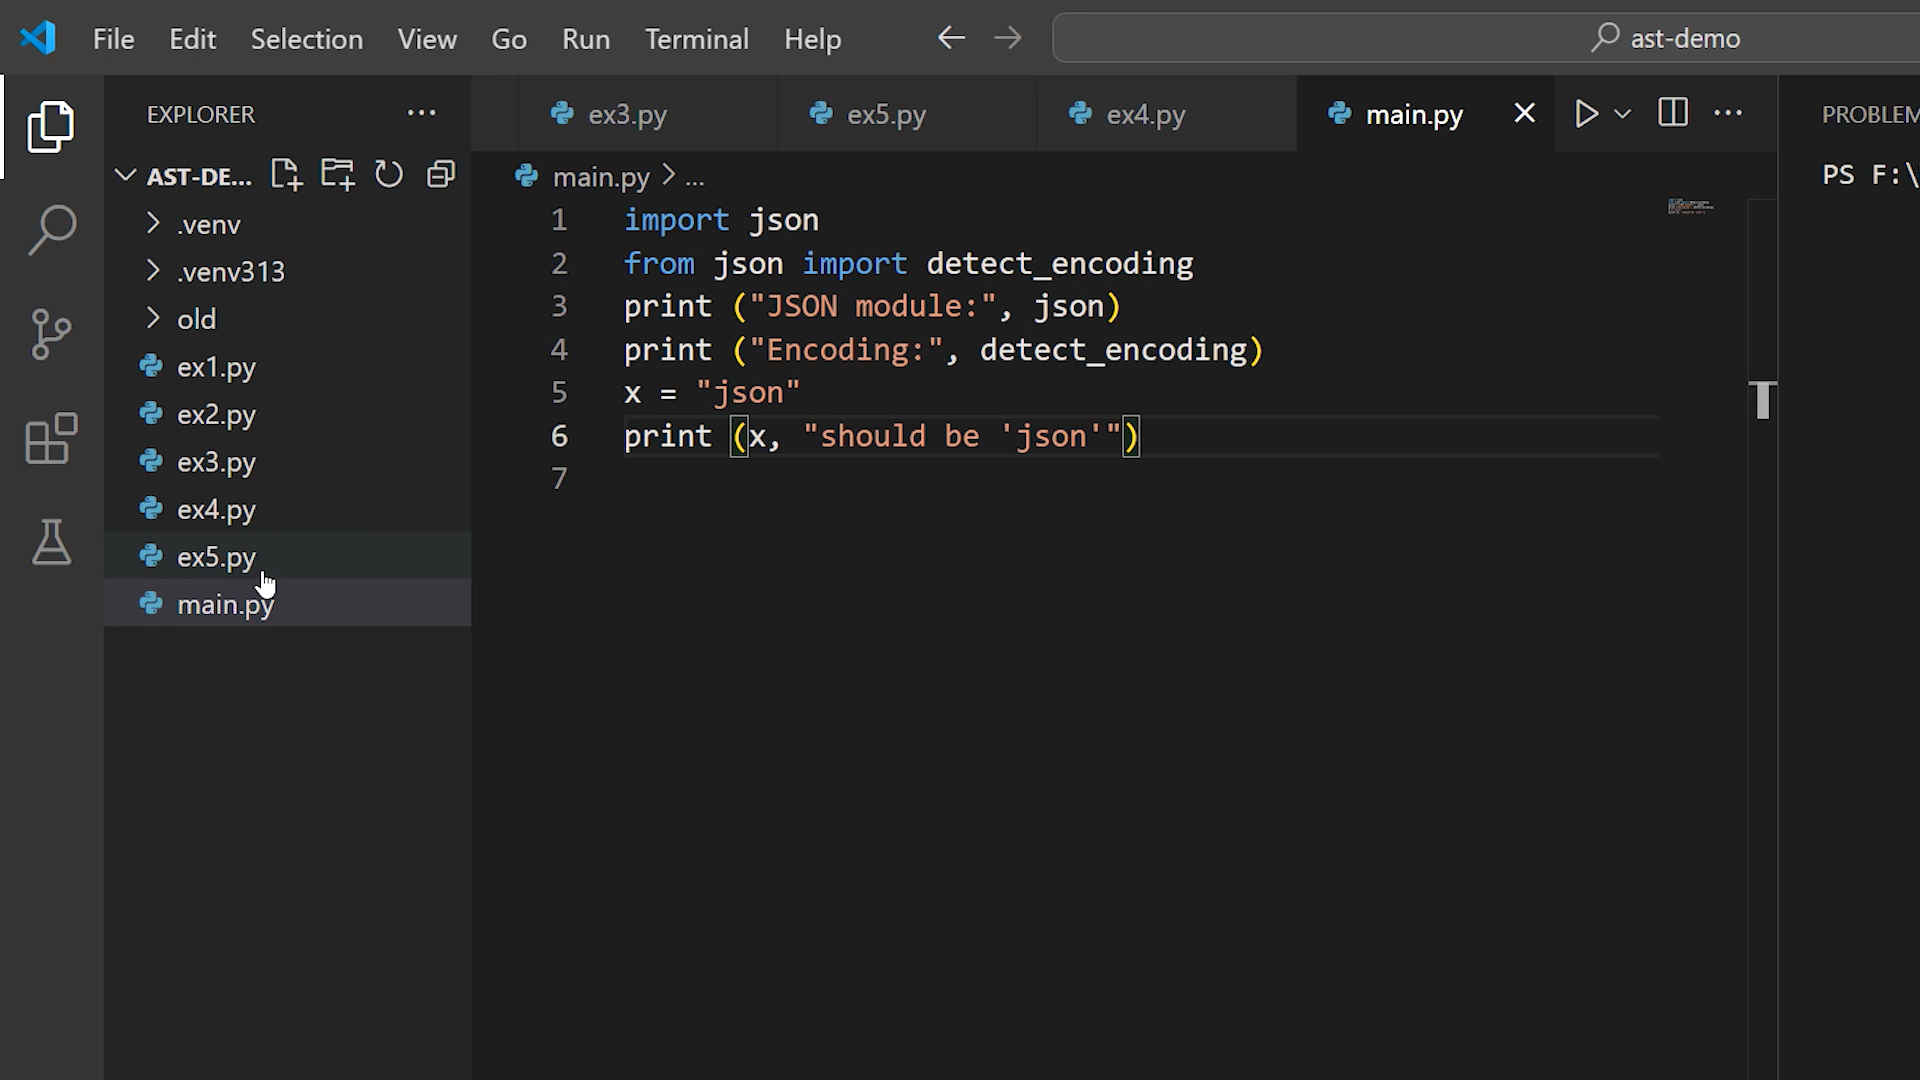 File Edit Selection View Go Run Terminal Help ast-demo
EXPLORER
AST-DE...
.venv
.venv313
old
ex1.py
ex2.py
ex3.py
ex4.py
ex5.py
main.py
ex3.py ex5.py ex4.py main.py
main.py > ...
1 import json
2 from json import detect_encoding
3 print ("JSON module:", json)
4 print ("Encoding:", detect_encoding)
5 x = "json"
6 print (x, "should be 'json'")
7
PROBLEM
PS F:\